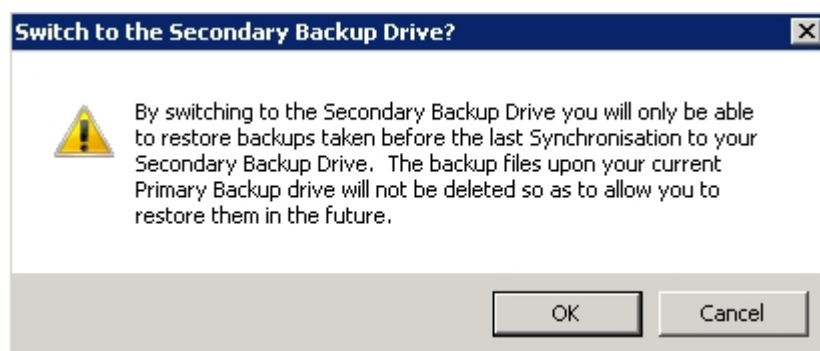 Switch to the Secondary Backup Drive?
By switching to the Secondary Backup Drive you will only be able
to restore backups taken before the last Synchronisation to your
Secondary Backup Drive.  The backup files upon your current
Primary Backup drive will not be deleted so as to allow you to
restore them in the future.
OK
Cancel